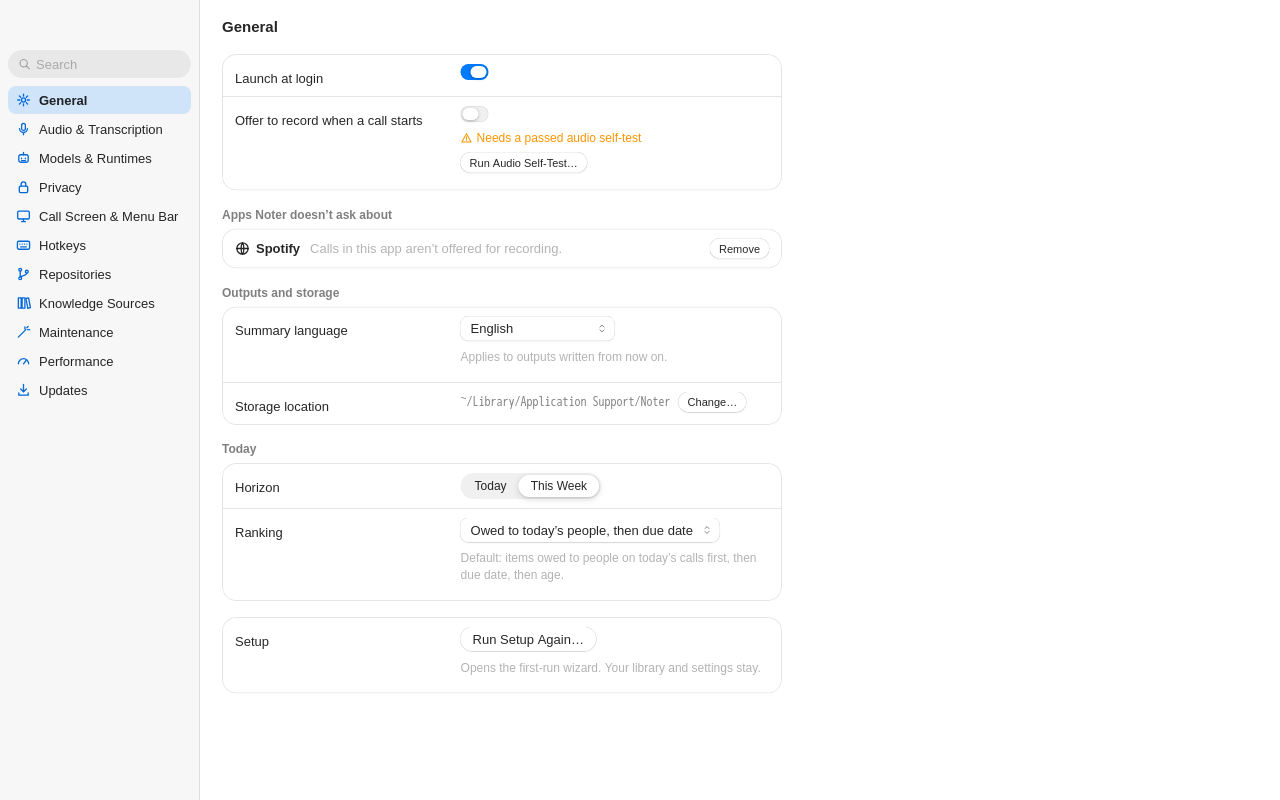 General
Search
General
Audio & Transcription
Models & Runtimes
Privacy
Call Screen & Menu Bar
Hotkeys
Repositories
Knowledge Sources
Maintenance
Performance
Updates
Launch at login
Offer to record when a call starts
Needs a passed audio self-test
Run Audio Self-Test…
Apps Noter doesn’t ask about
Spotify Calls in this app aren’t offered for recording. Remove
Outputs and storage
Summary language English
Applies to outputs written from now on.
Storage location ~/Library/Application Support/Noter Change…
Today
Horizon Today This Week
Ranking Owed to today’s people, then due date
Default: items owed to people on today’s calls first, then
due date, then age.
Setup Run Setup Again…
Opens the first-run wizard. Your library and settings stay.